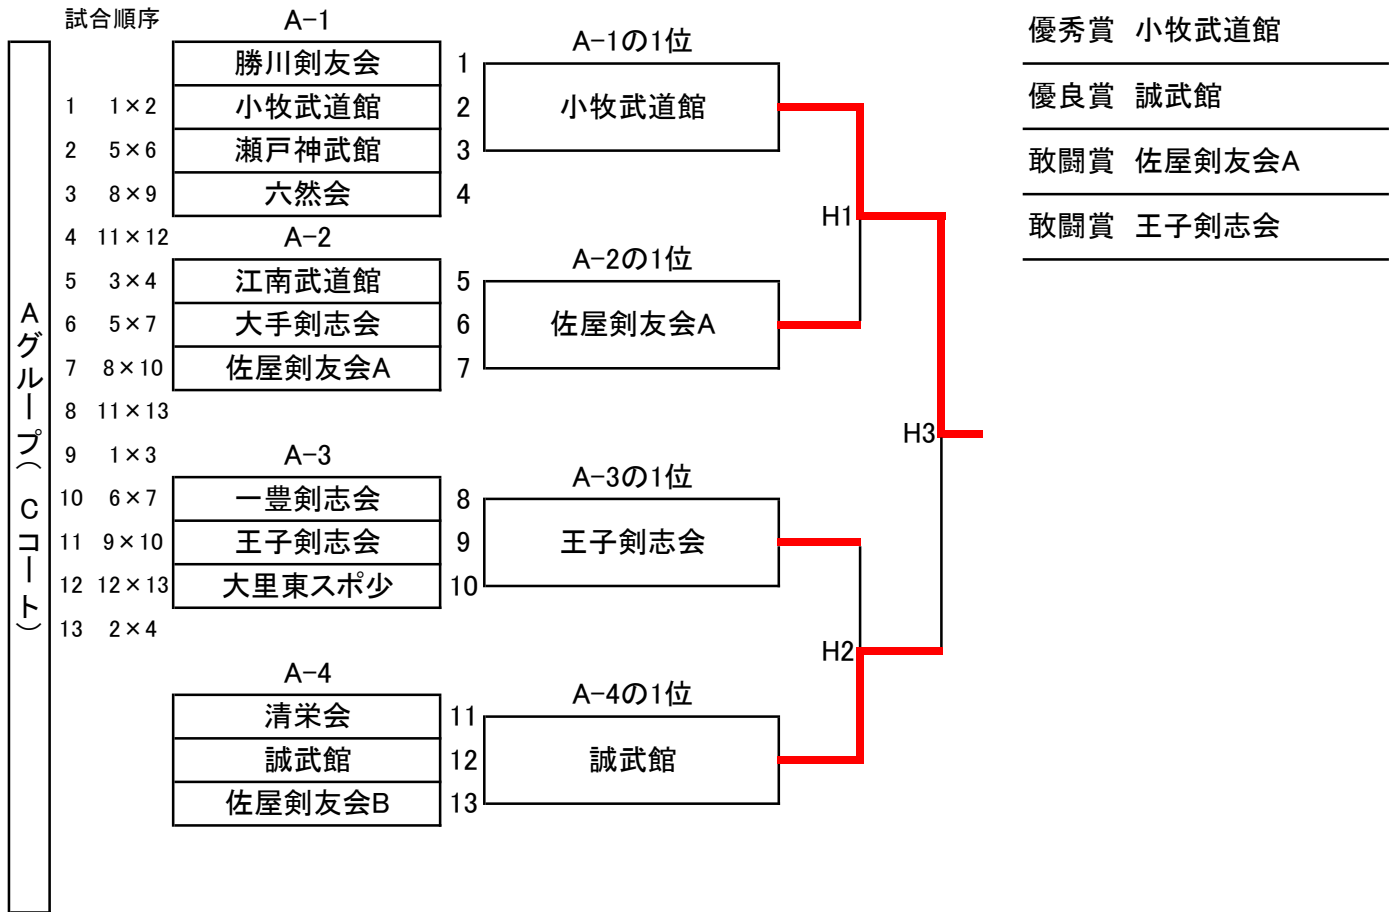 試合順序
A-1
勝川剣友会 1
1 1×2 小牧武道館 2
2 5×6 瀬戸神武館 3
3 8×9 六然会 4
4 11×12 A-2
5 3×4 江南武道館 5
6 5×7 大手剣志会 6
7 8×10 佐屋剣友会A 7
8 11×13
9 1×3 A-3
10 6×7 一豊剣志会 8
11 9×10 王子剣志会 9
12 12×13 大里東スポ少 10
13 2×4
A-4
清栄会 11
誠武館 12
佐屋剣友会B 13
Aグループ(Cコート)
A-1の1位
小牧武道館
A-2の1位
佐屋剣友会A
A-3の1位
王子剣志会
A-4の1位
誠武館
H1
H2
H3
優秀賞 小牧武道館
優良賞 誠武館
敢闘賞 佐屋剣友会A
敢闘賞 王子剣志会